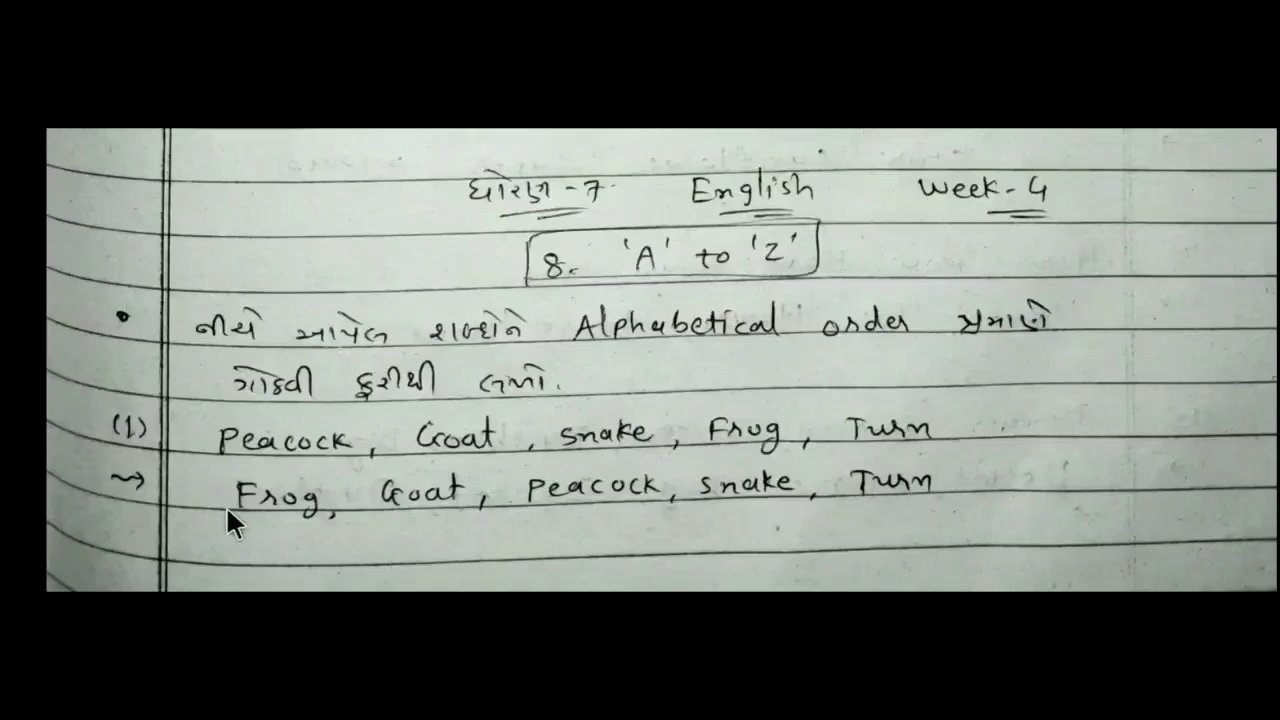 ધોરણ-7 English Week-4
8. 'A' to 'Z'
• નીચે આપેલ શબ્દોને Alphabetical order પ્રમાણે
ગોઠવી ફરીથી લખો.
(1) Peacock, Goat, snake, Frog, Turn
→ Frog, Goat, Peacock, snake, Turn